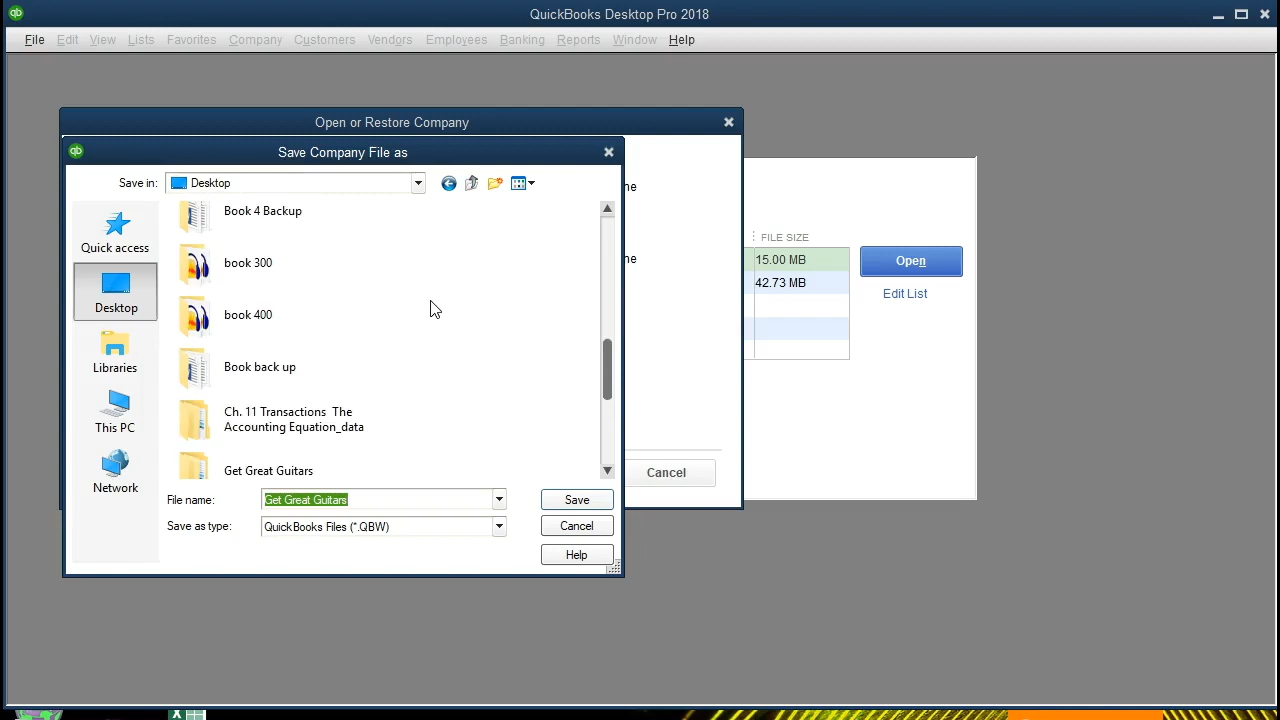 qb
QuickBooks Desktop Pro 2018
File Edit View Lists Favorites Company Customers Vendors Employees Banking Reports Window Help
Open or Restore Company
qb
Save Company File as
Save in: Desktop
ne
FILE SIZE
Quick access
Desktop
Libraries
This PC
Network
Book 4 Backup
book 300
book 400
Book back up
Ch. 11 Transactions The
Accounting Equation_data
Get Great Guitars
ne
15.00 MB
42.73 MB
Open
Edit List
Cancel
File name: Get Great Guitars
Save
Save as type: QuickBooks Files (*.QBW)
Cancel
Help
X